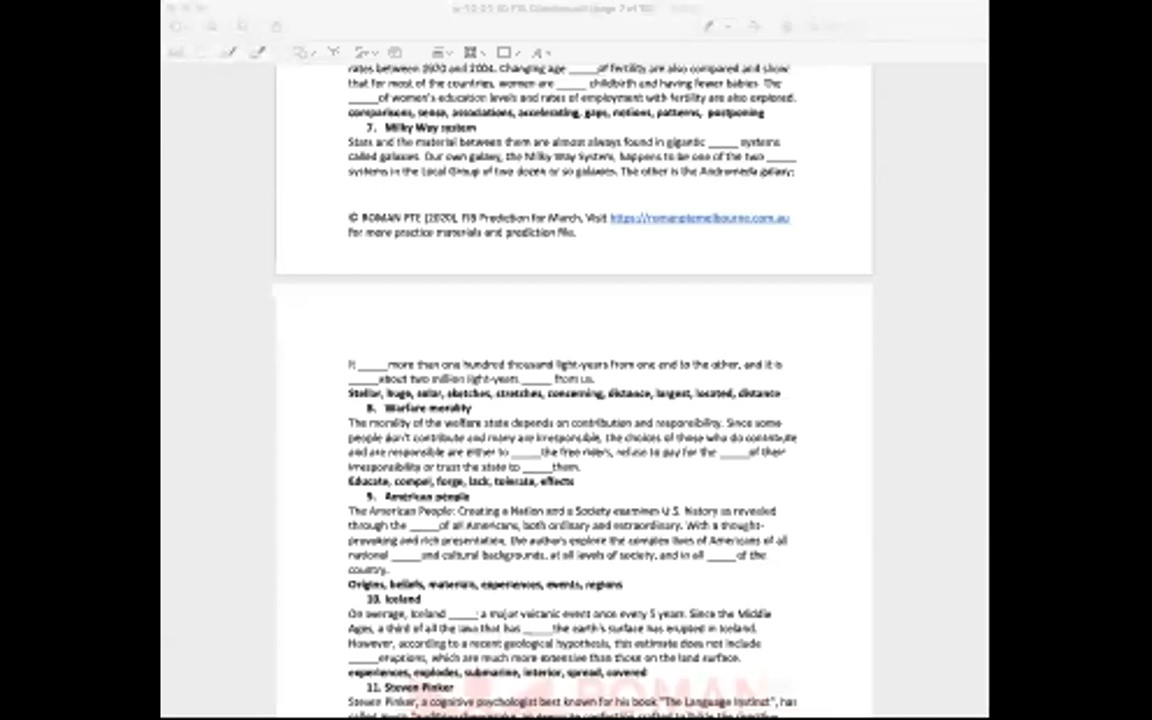 rates between 1970 and 2004. Changing age _____of fertility are also compared and show
that for most of the countries, women are _____ childbirth and having fewer babies. The
_____of women's education levels and rates of employment with fertility are also explored.
comparisons, sense, associations, accelerating, gaps, notions, patterns, postponing
7. Milky Way system
Stars and the material between them are almost always found in gigantic _____ systems
called galaxies. Our own galaxy, the Milky Way System, happens to be one of the two _____
systems in the Local Group of two dozen or so galaxies. The other is the Andromeda galaxy;
© ROMAN PTE (2020), FIB Prediction for March, Visit https://romanptemelbourne.com.au
for more practice materials and prediction file.
It _____more than one hundred thousand light-years from one end to the other, and it is
_____about two million light-years _____ from us.
Stellar, huge, solar, sketches, stretches, concerning, distance, largest, located, distant
8. Warfare morality
The morality of the welfare state depends on contribution and responsibility. Since some
people don't contribute and many are irresponsible, the choices of those who do contribute
and are responsible are either to _____the free riders, refuse to pay for the _____of their
irresponsibility or trust the state to _____them.
Educate, compel, forge, lack, tolerate, effects
9. American people
The American People: Creating a Nation and a Society examines U.S. history as revealed
through the _____of all Americans, both ordinary and extraordinary. With a thought-
provoking and rich presentation, the authors explore the complex lives of Americans of all
national _____and cultural backgrounds, at all levels of society, and in all _____of the
country.
Origins, beliefs, materials, experiences, events, regions
10. Iceland
On average, Iceland _____ a major volcanic event once every 5 years. Since the Middle
Ages, a third of all the lava that has _____the earth's surface has erupted in Iceland.
However, according to a recent geological hypothesis, this estimate does not include
_____eruptions, which are much more extensive than those on the land surface.
experiences, explodes, submarine, interior, spread, covered
11. Steven Pinker
Steven Pinker, a cognitive psychologist best known for his book "The Language Instinct", has
ROMAN